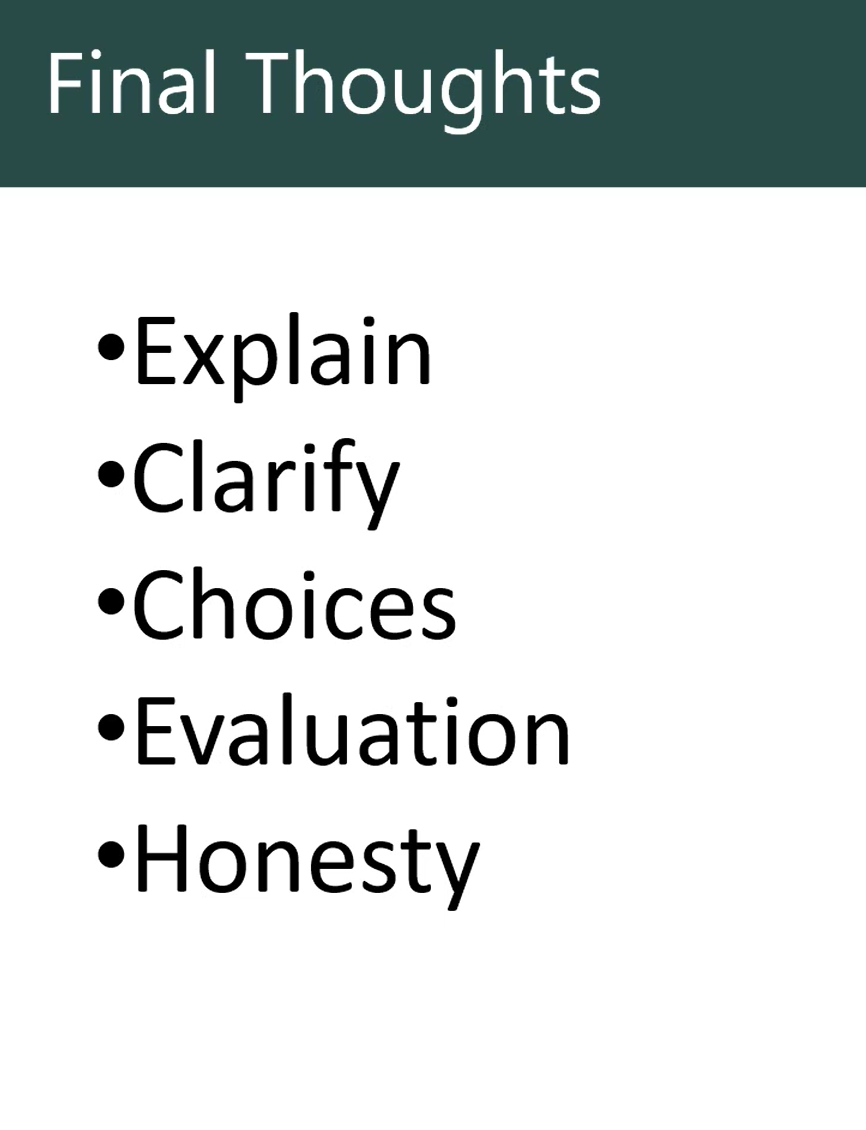 Final Thoughts
•Explain
•Clarify
•Choices
•Evaluation
•Honesty